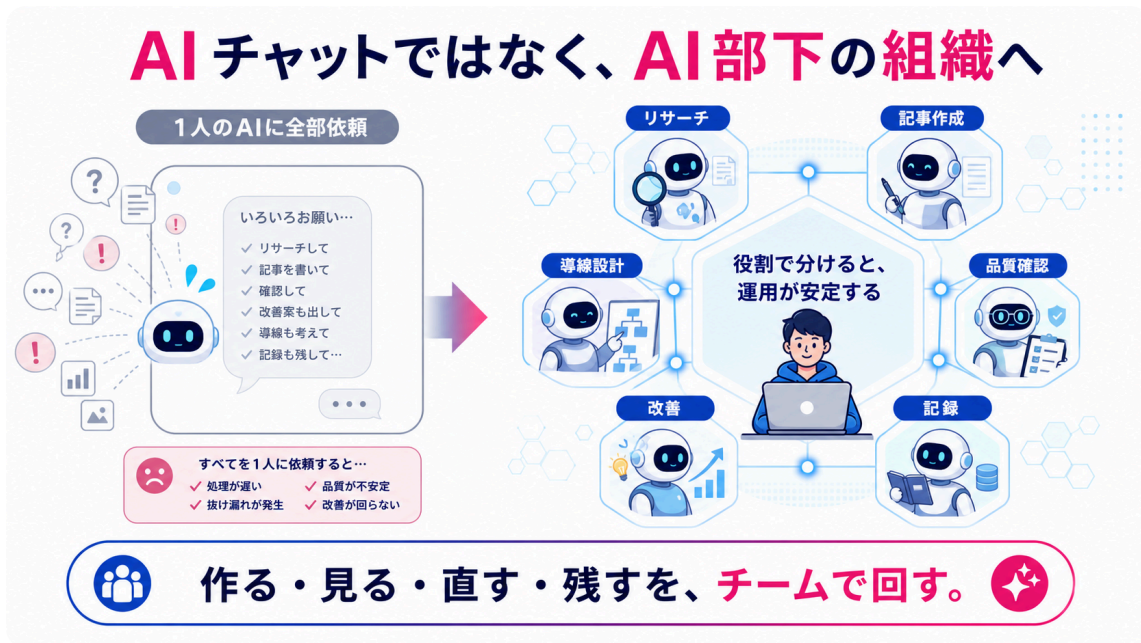 AIチャットではなく、AI部下の組織へ
1人のAIに全部依頼
いろいろお願い…
リサーチして
記事を書いて
確認して
改善案も出して
導線も考えて
記録も残して…
すべてを1人に依頼すると…
処理が遅い
品質が不安定
抜け漏れが発生
改善が回らない
リサーチ
記事作成
導線設計
品質確認
役割で分けると、
運用が安定する
改善
記録
作る・見る・直す・残すを、チームで回す。